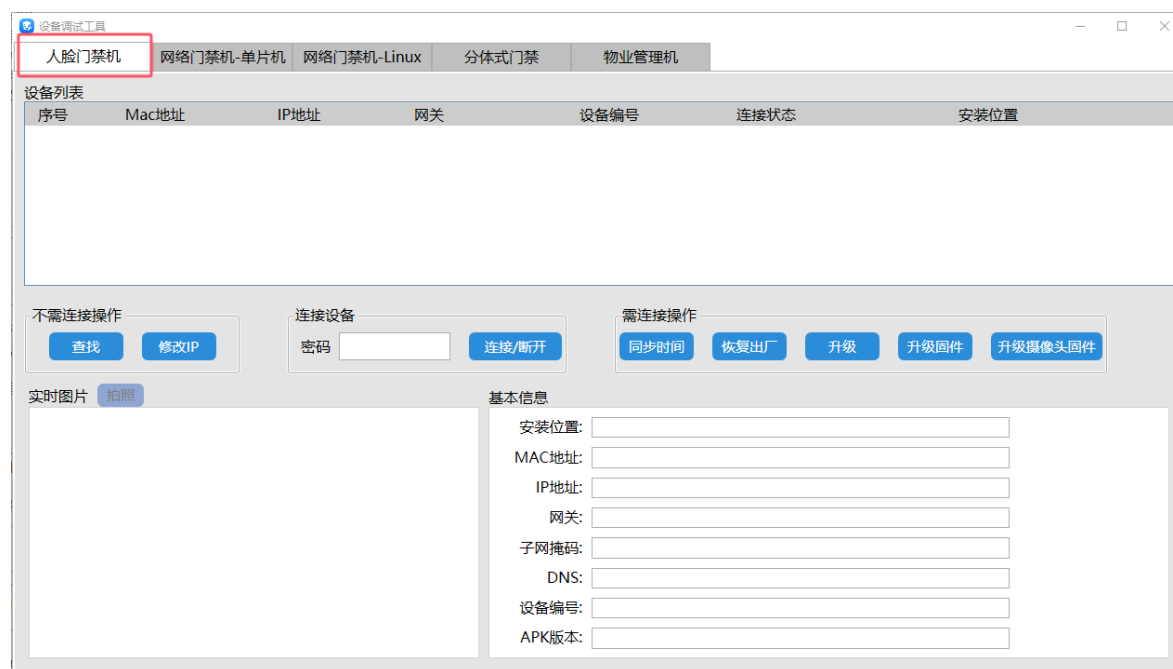 设备调试工具
人脸门禁机 网络门禁机-单片机 网络门禁机-Linux 分体式门禁 物业管理机
设备列表
序号 Mac地址 IP地址 网关 设备编号 连接状态 安装位置
不需连接操作 连接设备 需连接操作
查找 修改IP 密码 连接/断开 同步时间 恢复出厂 升级 升级固件 升级摄像头固件
实时图片 拍照 基本信息
安装位置:
MAC地址:
IP地址:
网关:
子网掩码:
DNS:
设备编号:
APK版本: